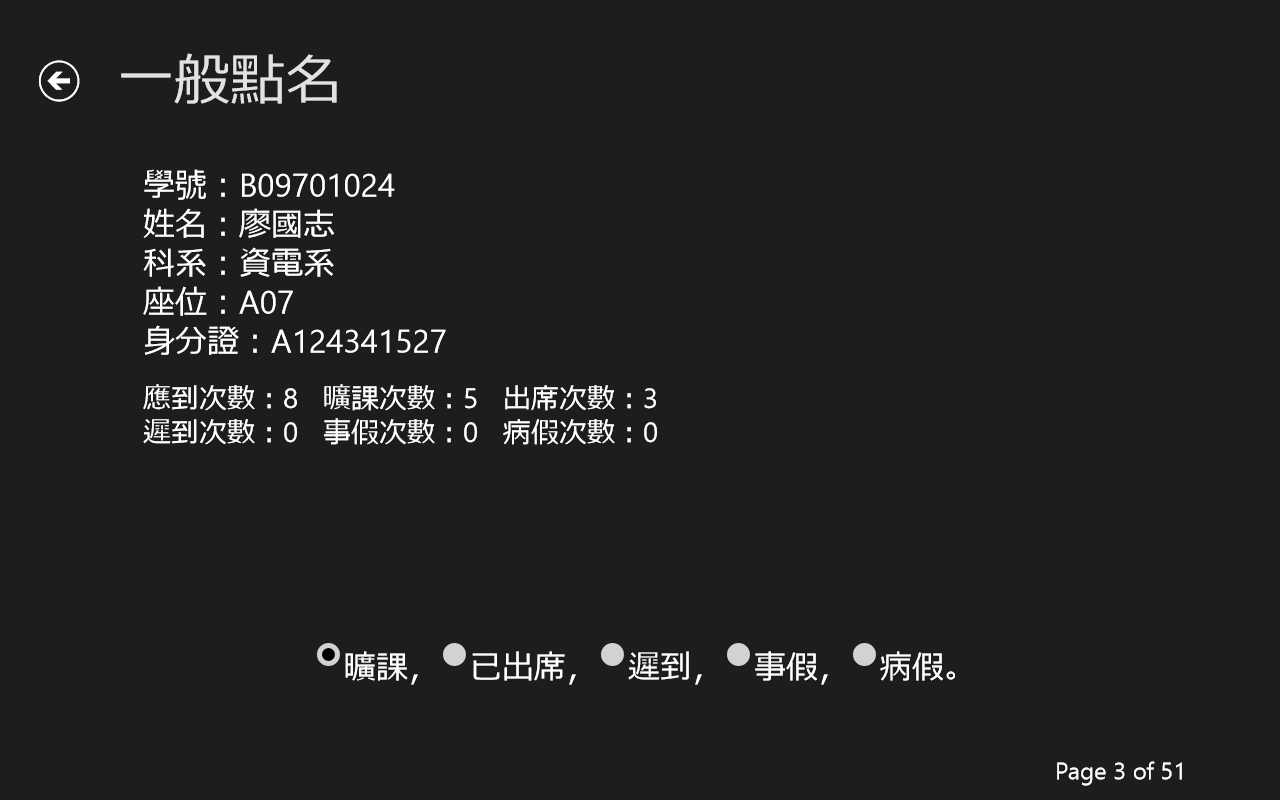 一般點名
學號：B09701024
姓名：廖國志
科系：資電系
座位：A07
身分證：A124341527
應到次數：8 曠課次數：5 出席次數：3
遲到次數：0 事假次數：0 病假次數：0
曠課， 已出席， 遲到， 事假， 病假。
Page 3 of 51